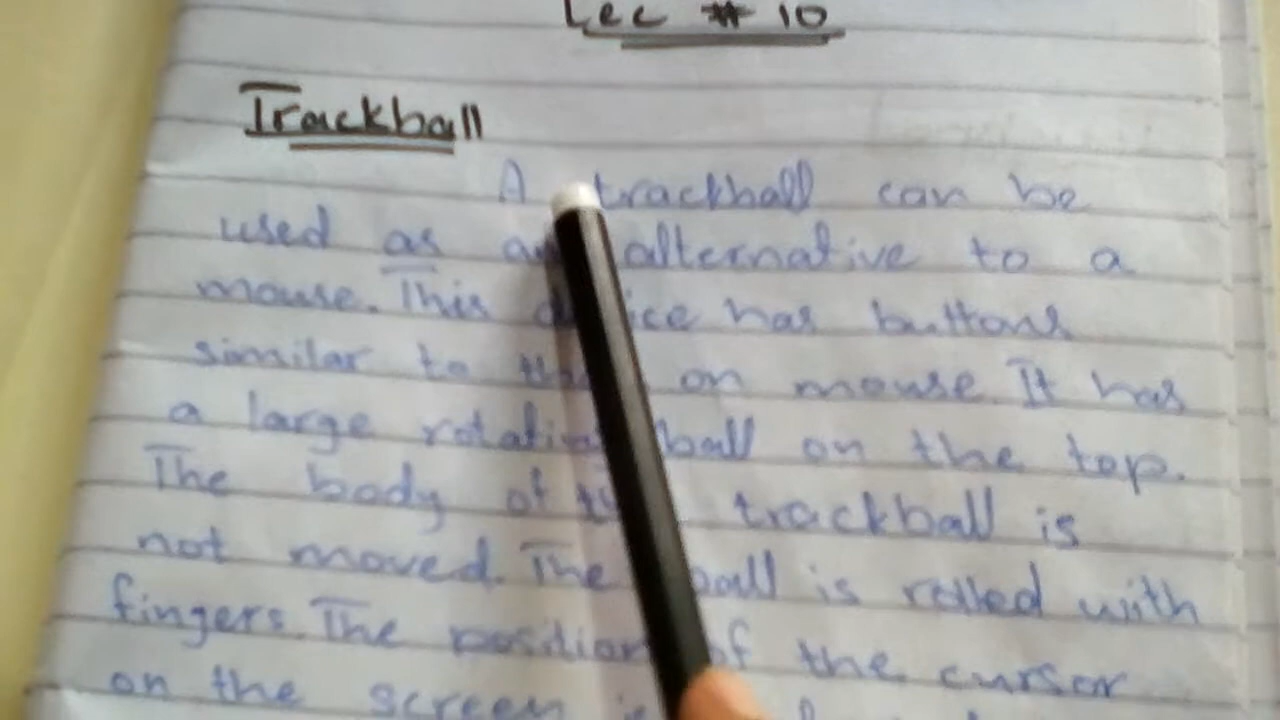 Lec # 10
Trackball
A trackball can be
used as an alternative to a
mouse. This device has buttons
similar to on mouse. It has
a large rotating ball on the top.
The body of trackball is
not moved. The ball is rolled with
fingers. The position of the cursor
on the screen